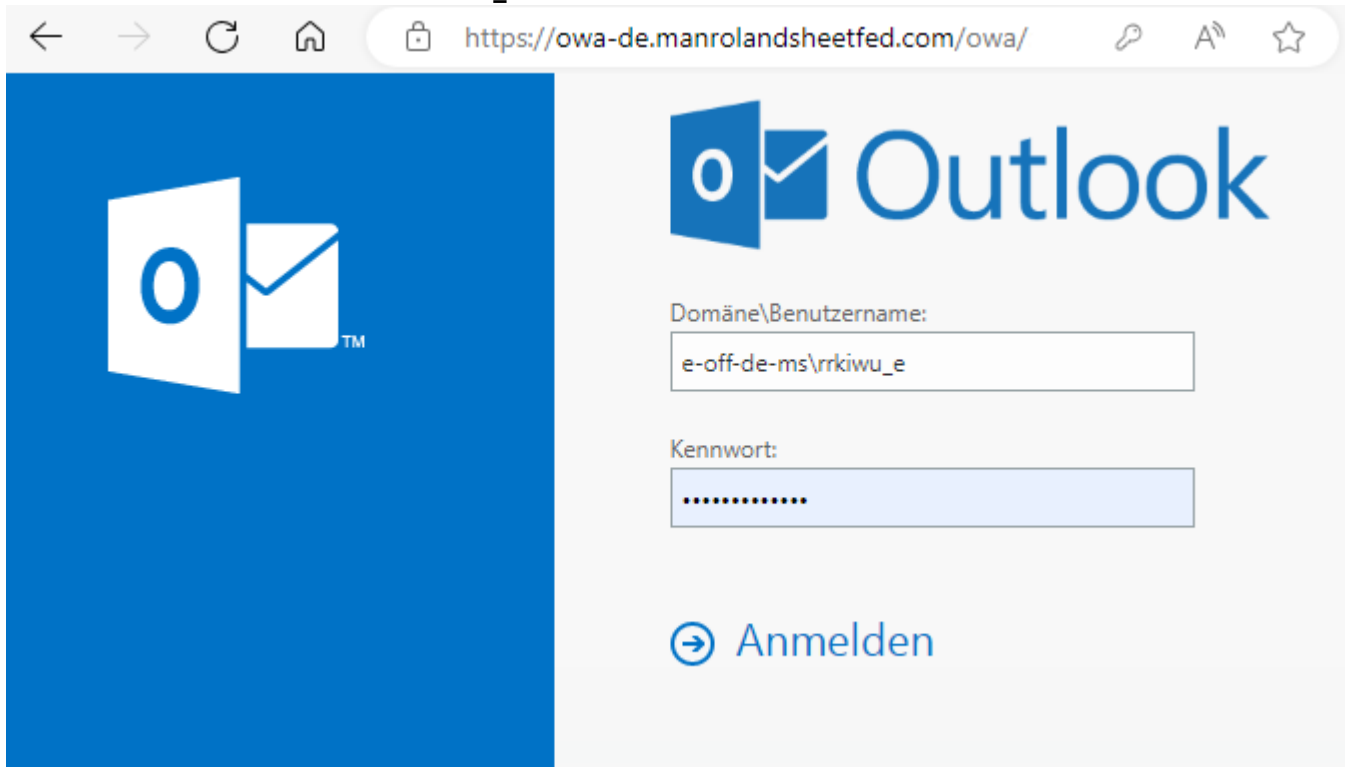 https://owa-de.manrolandsheetfed.com/owa/
Outlook
TM
Domäne\Benutzername:
e-off-de-ms\rrkiwu_e
Kennwort:
•••••••••••••
Anmelden